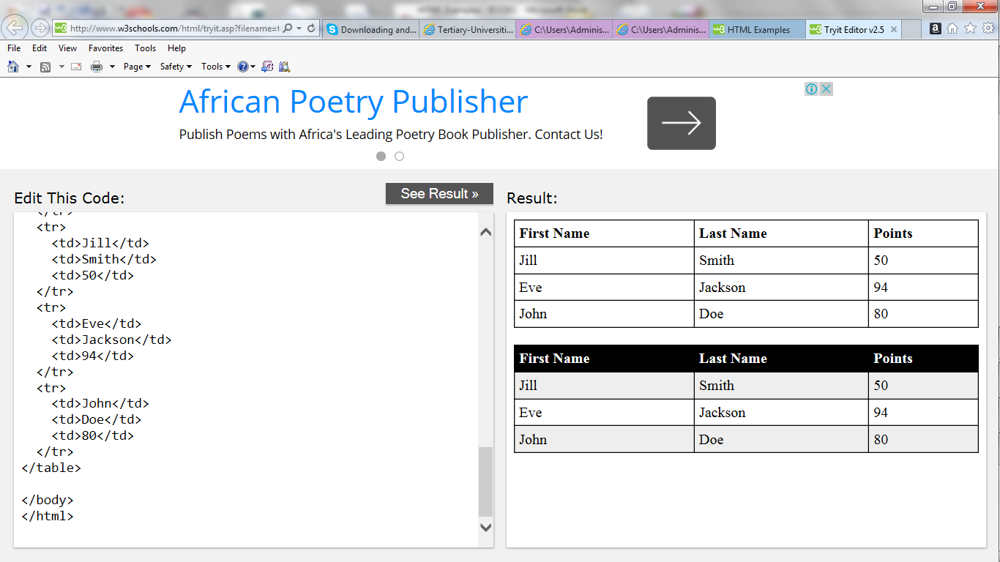 http://www.w3schools.com/html/tryit.asp?filename=t
Downloading and...
Tertiary-Universiti...
C:\Users\Adminis...
C:\Users\Adminis...
HTML Examples
Tryit Editor v2.5
File Edit View Favorites Tools Help
Page Safety Tools
African Poetry Publisher
Publish Poems with Africa's Leading Poetry Book Publisher. Contact Us!
Edit This Code:
See Result »
</tr>
<tr>
<td>Jill</td>
<td>Smith</td>
<td>50</td>
</tr>
<tr>
<td>Eve</td>
<td>Jackson</td>
<td>94</td>
</tr>
<tr>
<td>John</td>
<td>Doe</td>
<td>80</td>
</tr>
</table>
</body>
</html>
Result:
First Name Last Name Points
Jill Smith 50
Eve Jackson 94
John Doe 80
First Name Last Name Points
Jill Smith 50
Eve Jackson 94
John Doe 80